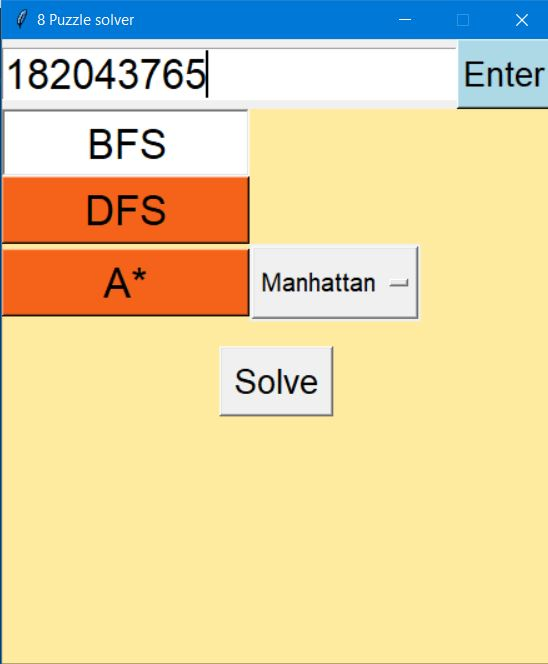 8 Puzzle solver
182043765 Enter
BFS
DFS
A* Manhattan
Solve